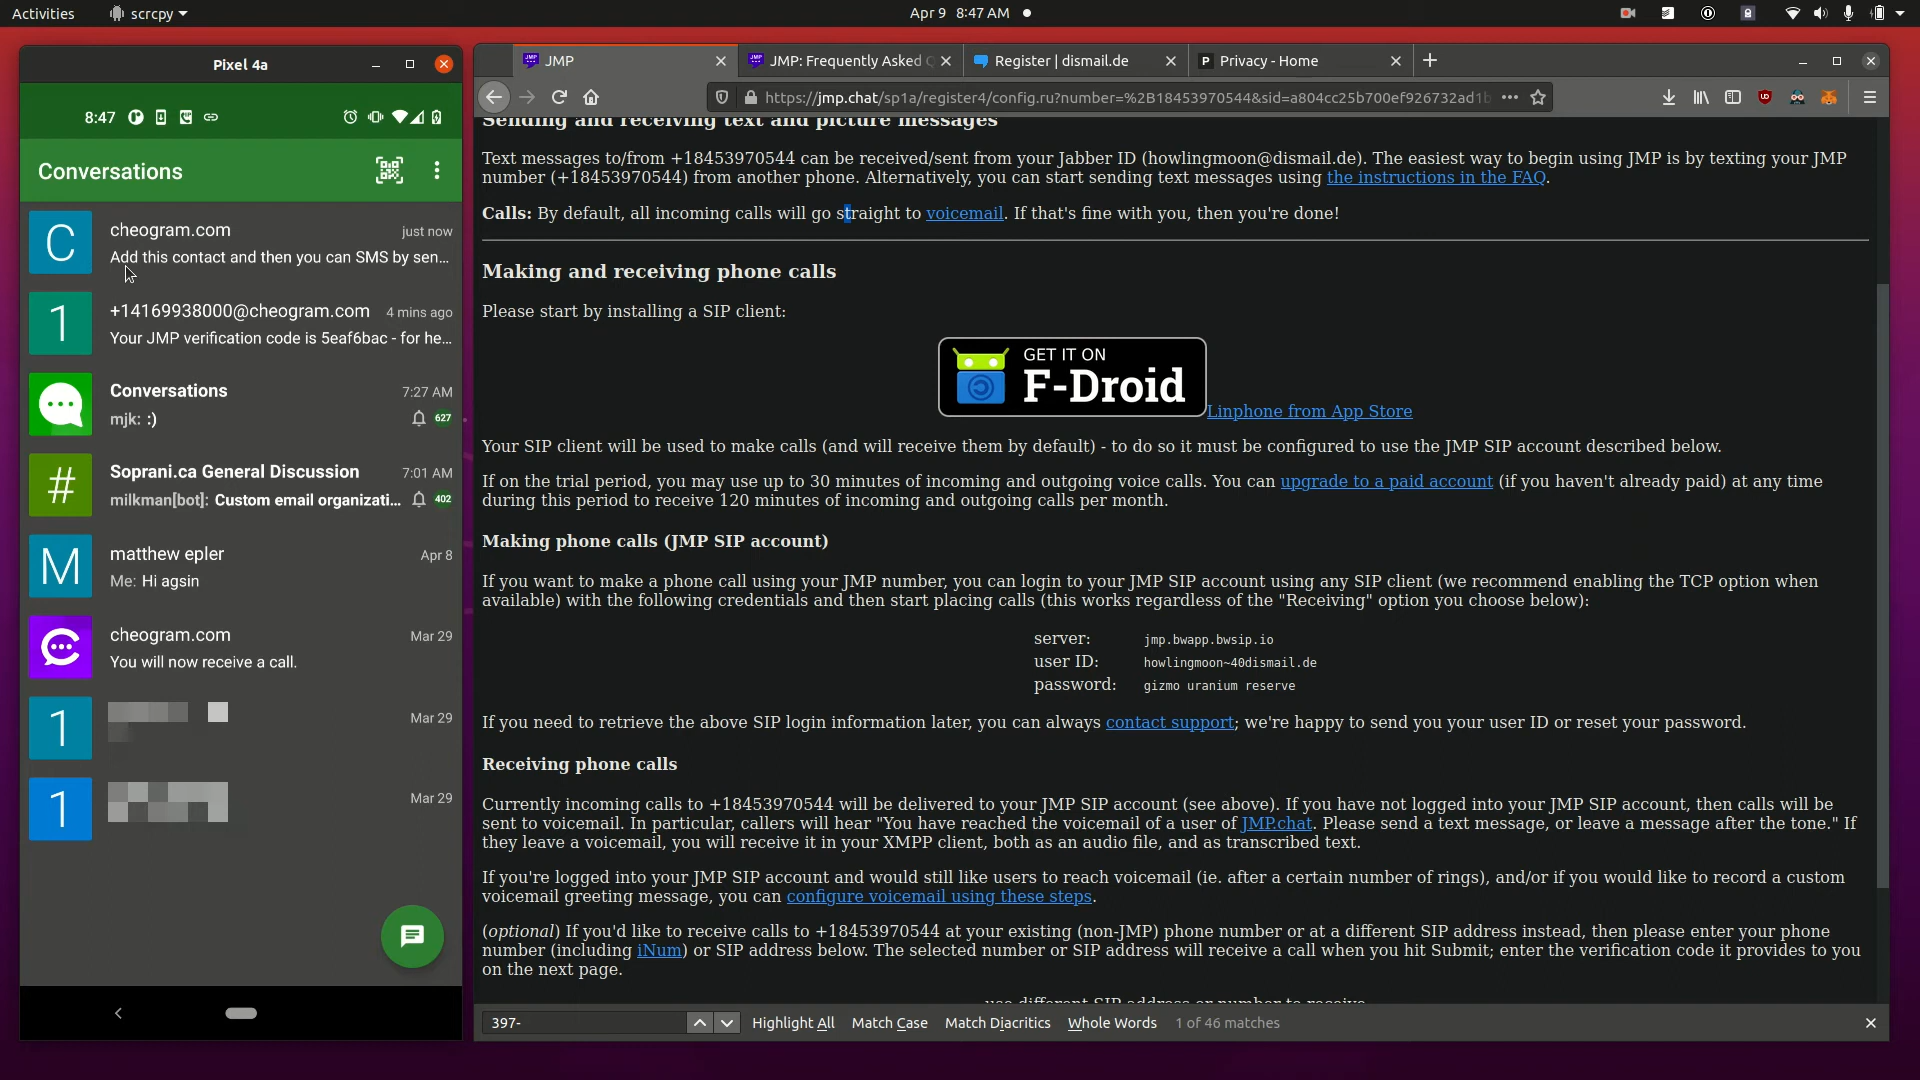 Activities
scrcpy
Apr 9 8:47 AM
Pixel 4a
8:47
Conversations
C
cheogram.com
just now
Add this contact and then you can SMS by sen...
1
+14169938000@cheogram.com
4 mins ago
Your JMP verification code is 5eaf6bac - for he...
Conversations
7:27 AM
mjk: :)
627
#
Soprani.ca General Discussion
7:01 AM
milkman[bot]: Custom email organizati...
402
M
matthew epler
Apr 8
Me: Hi agsin
cheogram.com
Mar 29
You will now receive a call.
1
Mar 29
1
Mar 29
JMP
JMP: Frequently Asked Q
Register | dismail.de
P
Privacy - Home
https://jmp.chat/sp1a/register4/config.ru?number=%2B18453970544&sid=a804cc25b700ef926732ad1b
Sending and receiving text and picture messages
Text messages to/from +18453970544 can be received/sent from your Jabber ID (howlingmoon@dismail.de). The easiest way to begin using JMP is by texting your JMP
number (+18453970544) from another phone. Alternatively, you can start sending text messages using the instructions in the FAQ.
Calls: By default, all incoming calls will go straight to voicemail. If that's fine with you, then you're done!
Making and receiving phone calls
Please start by installing a SIP client:
GET IT ON
F-Droid
Linphone from App Store
Your SIP client will be used to make calls (and will receive them by default) - to do so it must be configured to use the JMP SIP account described below.
If on the trial period, you may use up to 30 minutes of incoming and outgoing voice calls. You can upgrade to a paid account (if you haven't already paid) at any time
during this period to receive 120 minutes of incoming and outgoing calls per month.
Making phone calls (JMP SIP account)
If you want to make a phone call using your JMP number, you can login to your JMP SIP account using any SIP client (we recommend enabling the TCP option when
available) with the following credentials and then start placing calls (this works regardless of the "Receiving" option you choose below):
server: jmp.bwapp.bwsip.io
user ID: howlingmoon~40dismail.de
password: gizmo uranium reserve
If you need to retrieve the above SIP login information later, you can always contact support; we're happy to send you your user ID or reset your password.
Receiving phone calls
Currently incoming calls to +18453970544 will be delivered to your JMP SIP account (see above). If you have not logged into your JMP SIP account, then calls will be
sent to voicemail. In particular, callers will hear "You have reached the voicemail of a user of JMP.chat. Please send a text message, or leave a message after the tone." If
they leave a voicemail, you will receive it in your XMPP client, both as an audio file, and as transcribed text.
If you're logged into your JMP SIP account and would still like users to reach voicemail (ie. after a certain number of rings), and/or if you would like to record a custom
voicemail greeting message, you can configure voicemail using these steps.
(optional) If you'd like to receive calls to +18453970544 at your existing (non-JMP) phone number or at a different SIP address instead, then please enter your phone
number (including iNum) or SIP address below. The selected number or SIP address will receive a call when you hit Submit; enter the verification code it provides to you
on the next page.
use different SIP address or number to receive
397-
Highlight All
Match Case
Match Diacritics
Whole Words
1 of 46 matches